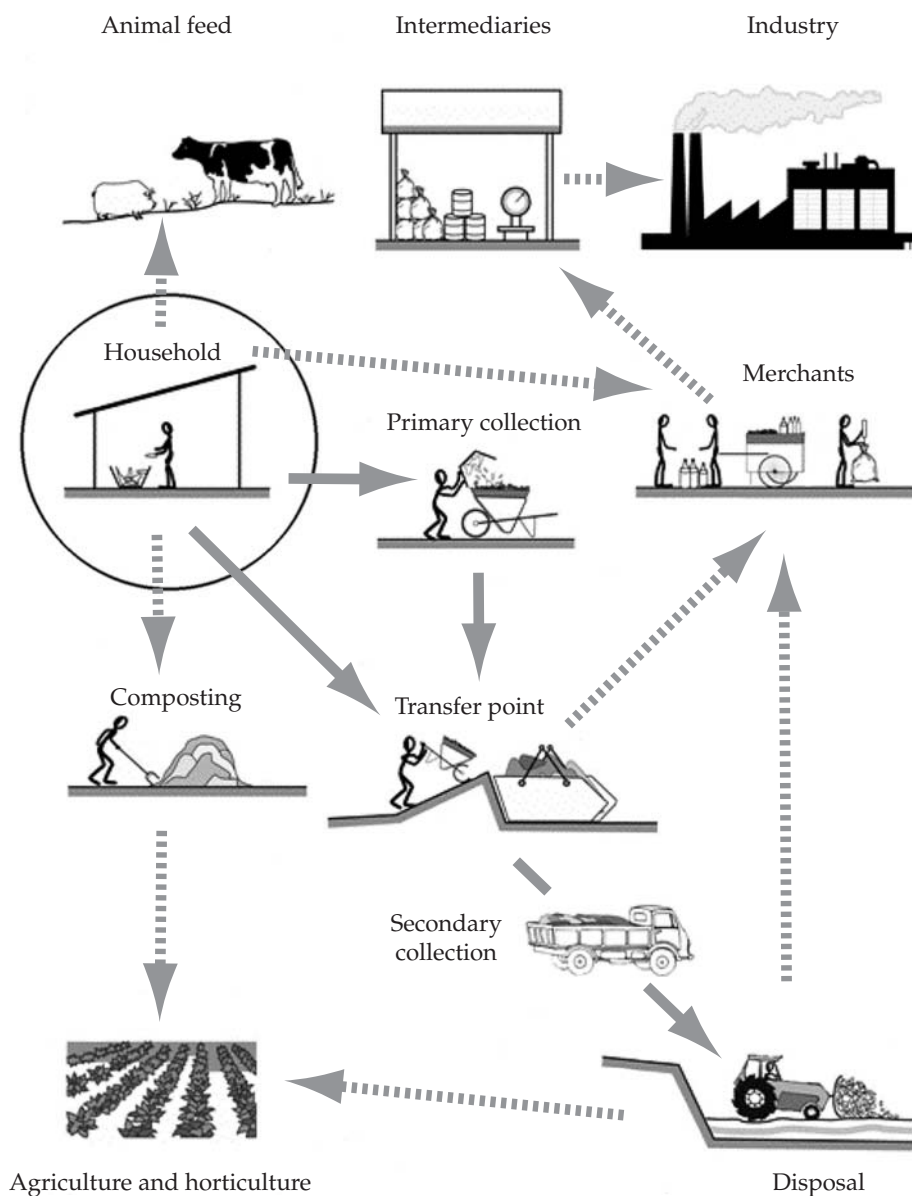 Animal feed
Intermediaries
Industry
Household
Merchants
Primary collection
Composting
Transfer point
Secondary
collection
Agriculture and horticulture
Disposal